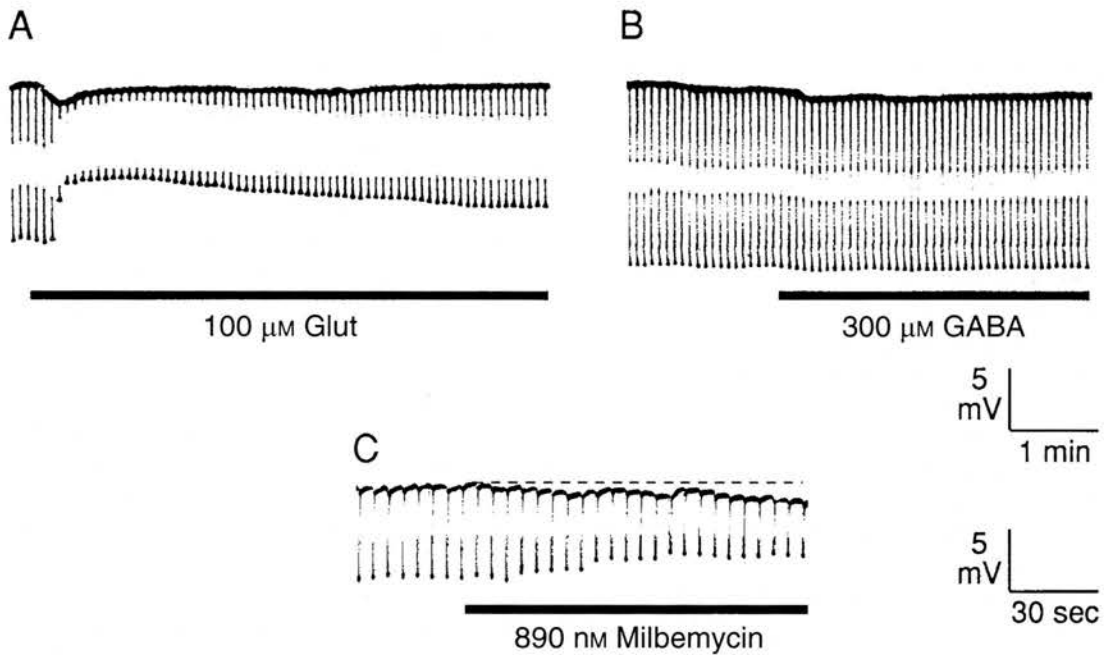 A
B
100 μM Glut
300 μM GABA
5
mV
1 min
C
5
mV
30 sec
890 nM Milbemycin